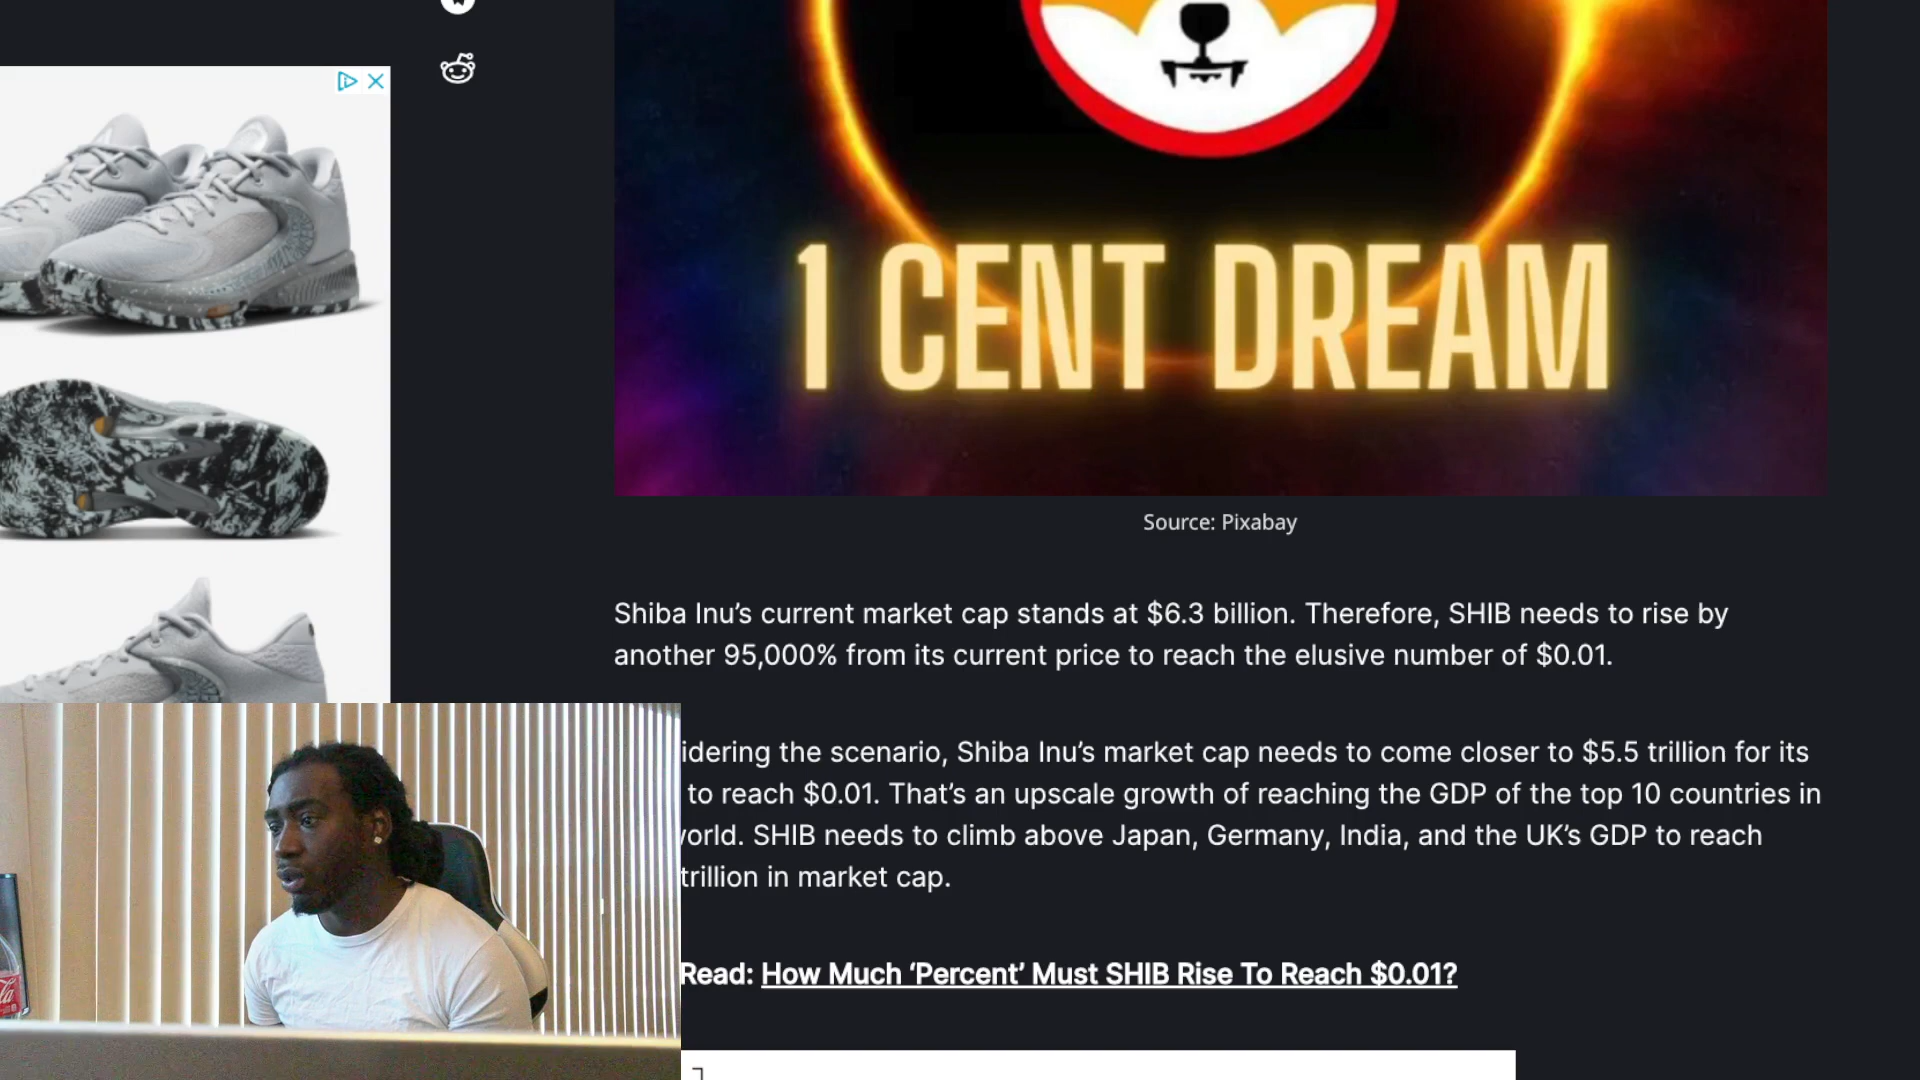 1 CENT DREAM
Source: Pixabay
Shiba Inu’s current market cap stands at $6.3 billion. Therefore, SHIB needs to rise by
another 95,000% from its current price to reach the elusive number of $0.01.
idering the scenario, Shiba Inu’s market cap needs to come closer to $5.5 trillion for its
to reach $0.01. That’s an upscale growth of reaching the GDP of the top 10 countries in
orld. SHIB needs to climb above Japan, Germany, India, and the UK’s GDP to reach
trillion in market cap.
Read: How Much ‘Percent’ Must SHIB Rise To Reach $0.01?